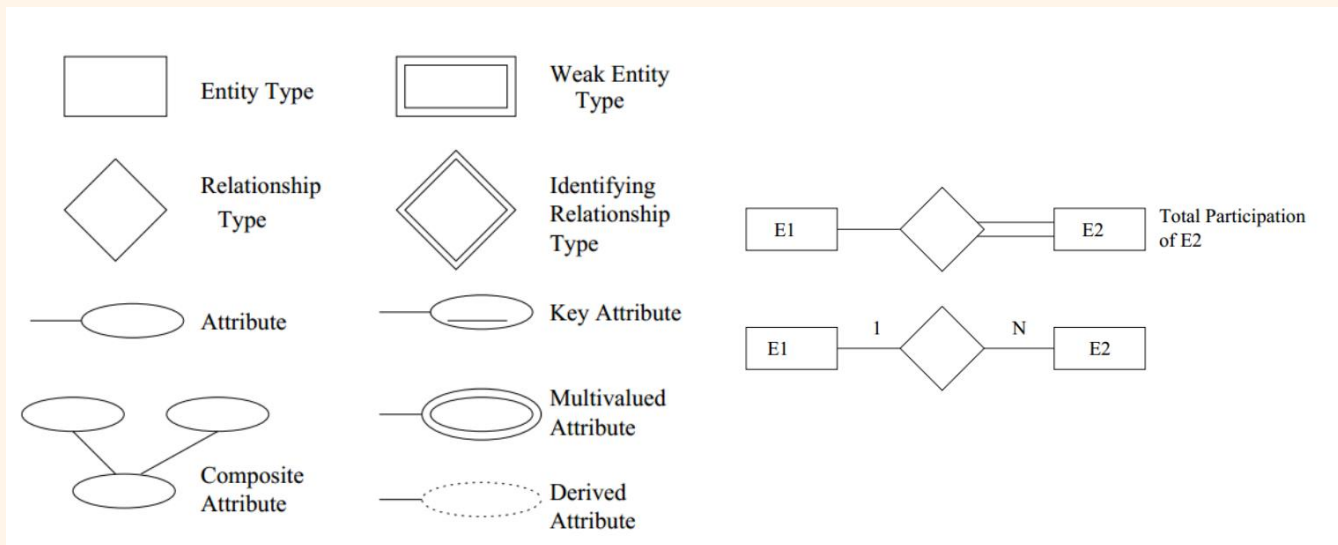 Entity Type
Weak Entity
Type
Relationship
Type
Identifying
Relationship
Type
Attribute
Key Attribute
Composite
Attribute
Multivalued
Attribute
Derived
Attribute
E1
E2
Total Participation
of E2
E1
1
N
E2